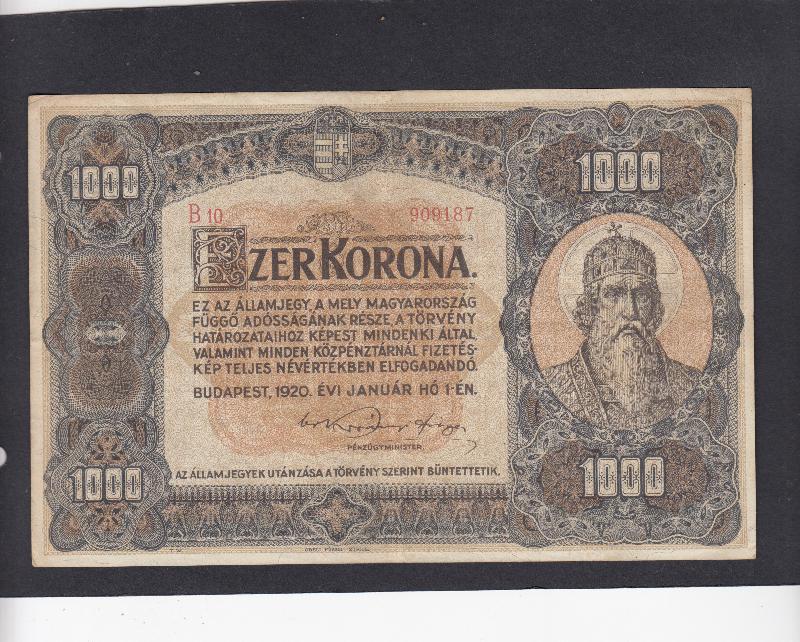 1000
1000
B 10
909187
EZER KORONA.
EZ AZ ÁLLAMJEGY, A MELY MAGYARORSZÁG
FÜGGŐ ADÓSSÁGÁNAK RÉSZE, A TÖRVÉNY
HATÁROZATAIHOZ KÉPEST MINDENKI ÁLTAL,
VALAMINT MINDEN KÖZPÉNZTÁRNÁL FIZETÉS-
KÉP TELJES NÉVÉRTÉKBEN ELFOGADANDÓ.
BUDAPEST, 1920. ÉVI JANUÁR HÓ 1-ÉN.
PÉNZÜGYMINISTER.
1000
1000
AZ ÁLLAMJEGYEK UTÁNZÁSA A TÖRVÉNY SZERINT BÜNTETTETIK.